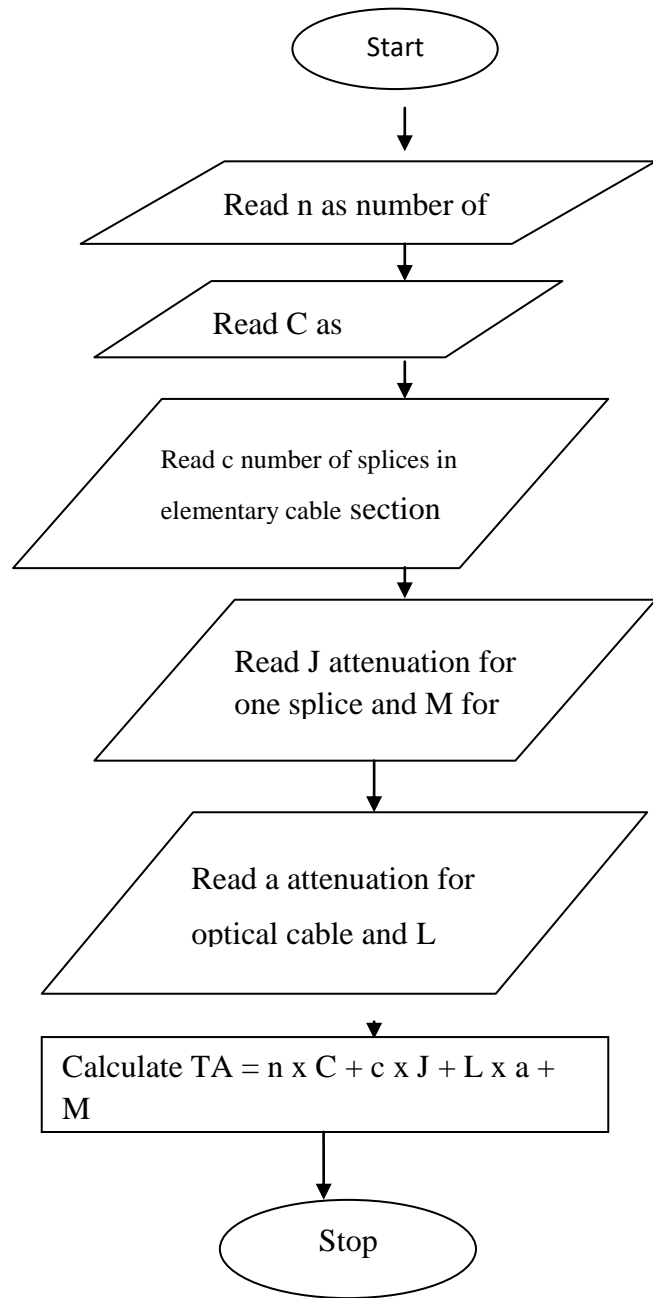 Start
Read n as number of
Read C as
Read c number of splices in
elementary cable section
Read J attenuation for
one splice and M for
Read a attenuation for
optical cable and L
Calculate TA = n x C + c x J + L x a +
M
Stop